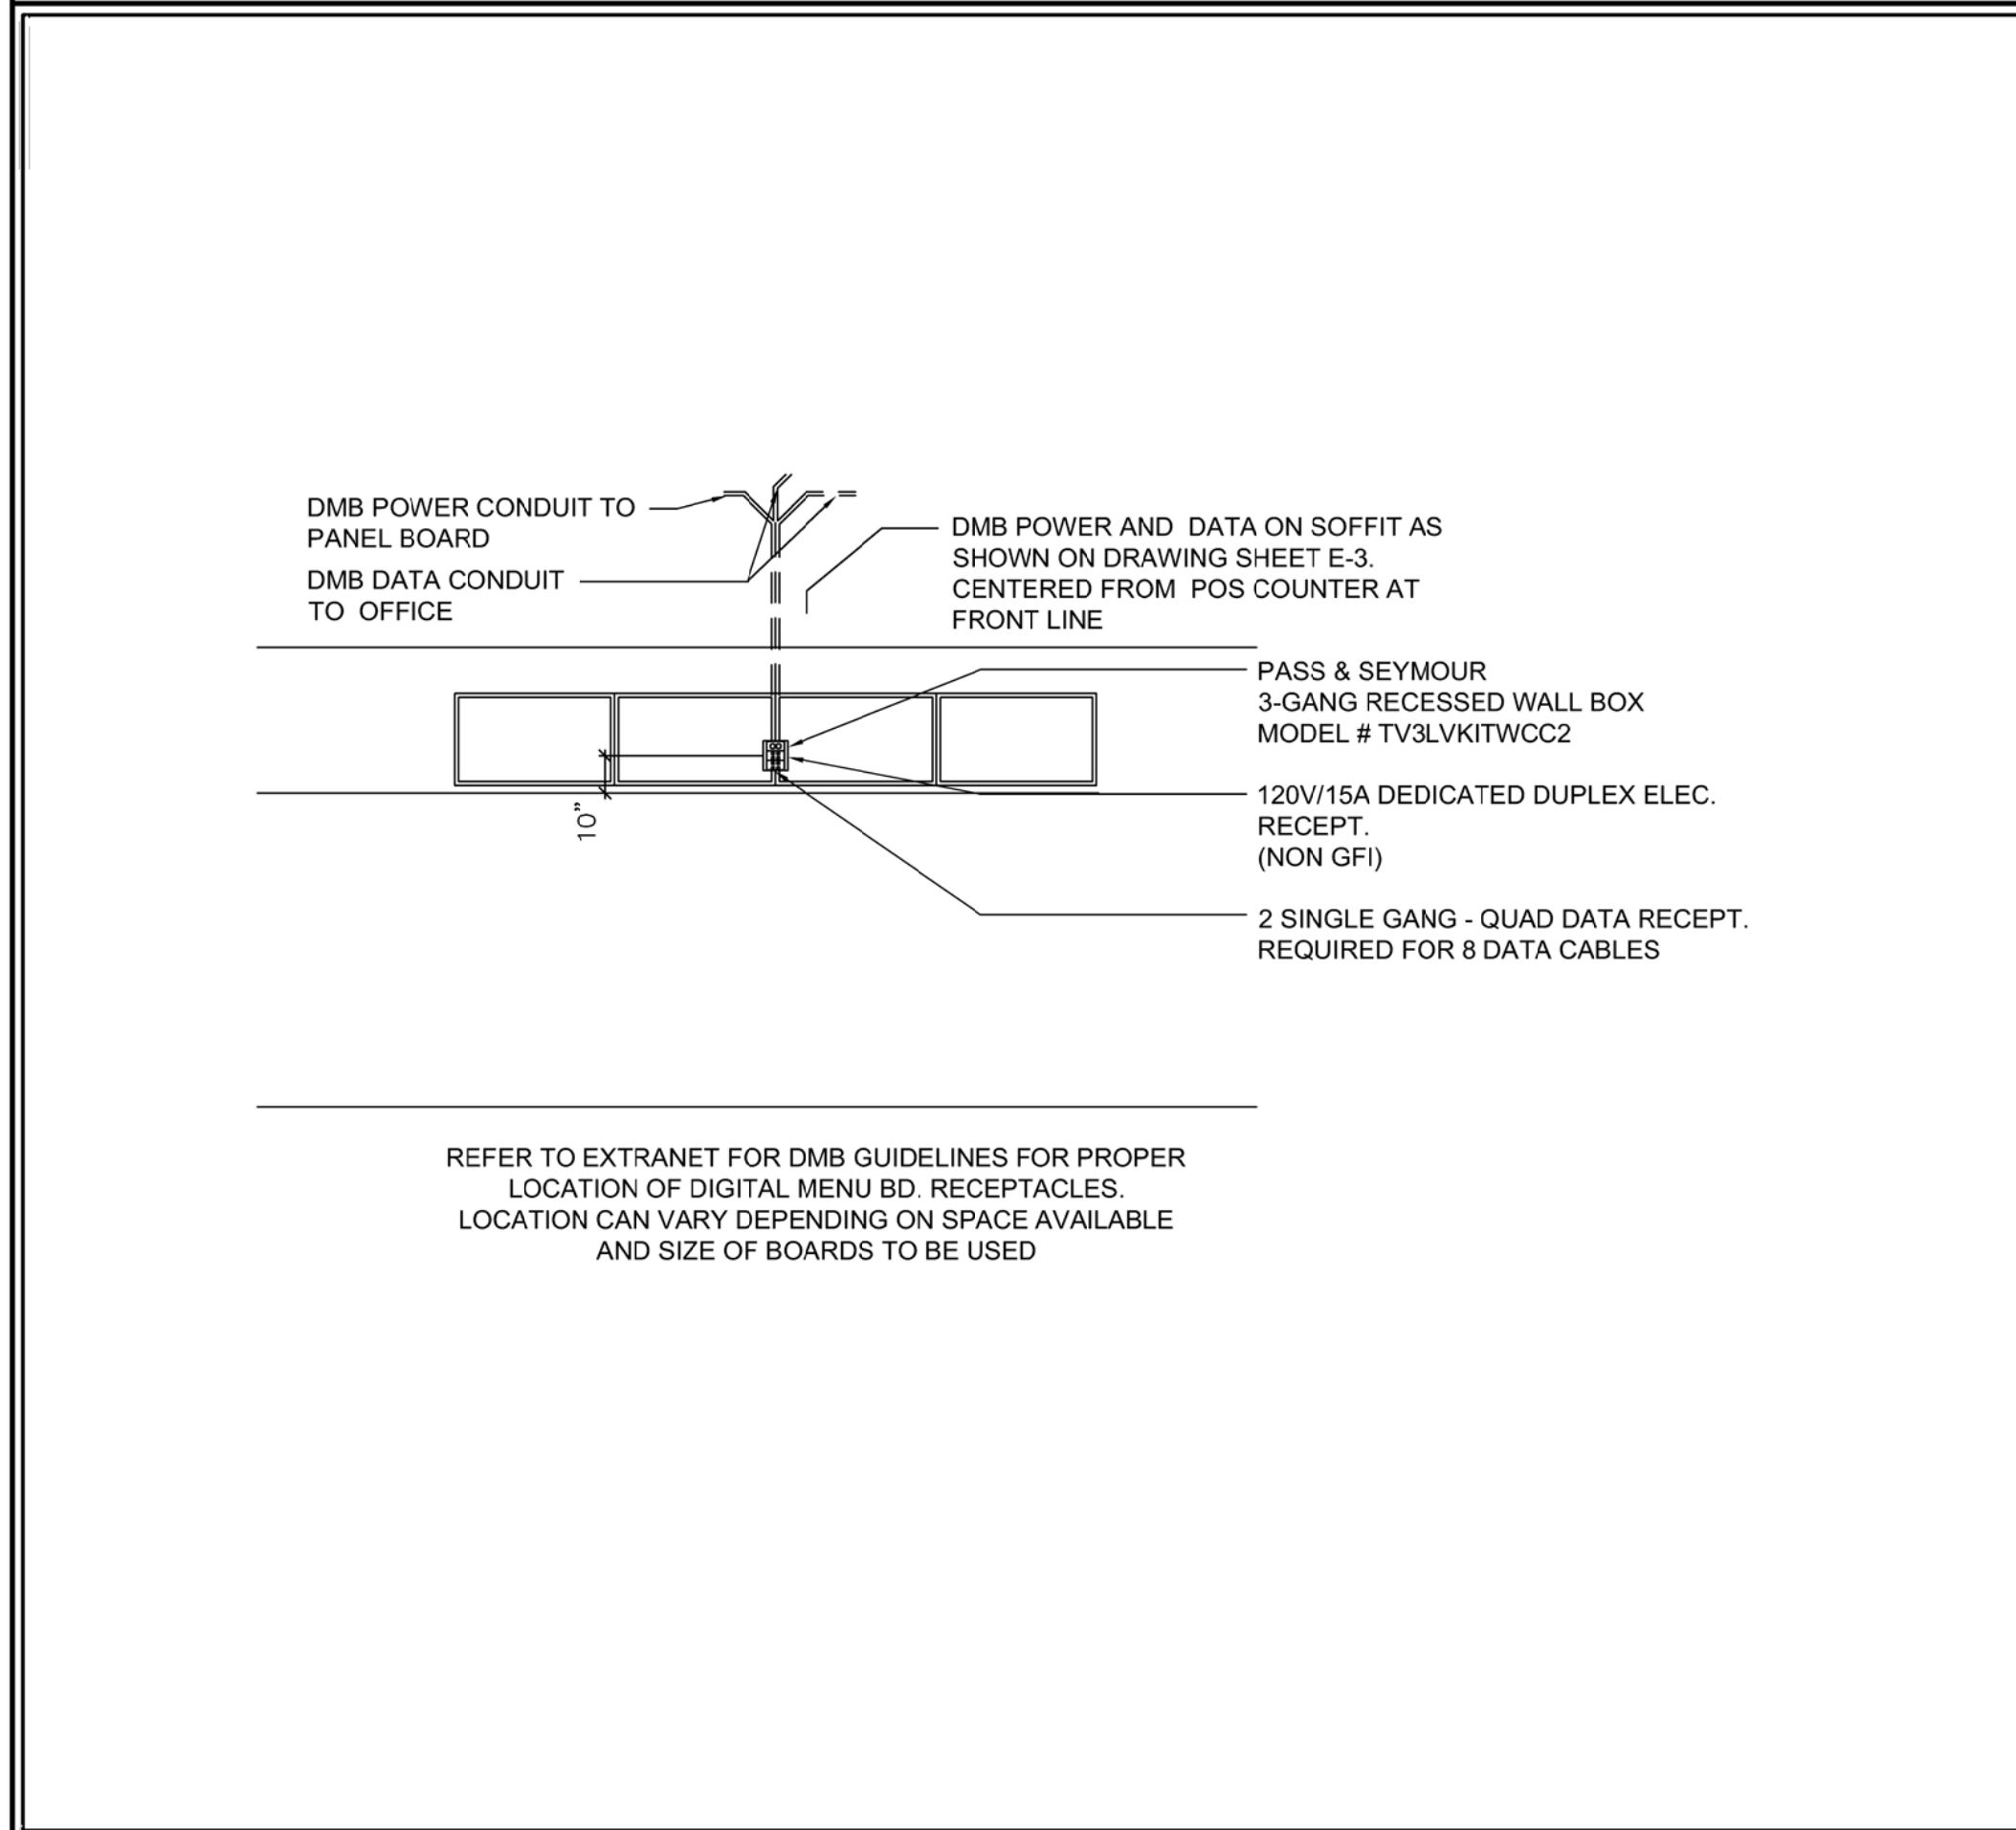 DMB POWER CONDUIT TO
PANEL BOARD
DMB DATA CONDUIT
TO OFFICE
DMB POWER AND DATA ON SOFFIT AS
SHOWN ON DRAWING SHEET E-3.
CENTERED FROM POS COUNTER AT
FRONT LINE
PASS & SEYMOUR
3-GANG RECESSED WALL BOX
MODEL # TV3LVKITWCC2
10"
120V/15A DEDICATED DUPLEX ELEC.
RECEPT.
(NON GFI)
2 SINGLE GANG - QUAD DATA RECEPT.
REQUIRED FOR 8 DATA CABLES
REFER TO EXTRANET FOR DMB GUIDELINES FOR PROPER
LOCATION OF DIGITAL MENU BD. RECEPTACLES.
LOCATION CAN VARY DEPENDING ON SPACE AVAILABLE
AND SIZE OF BOARDS TO BE USED